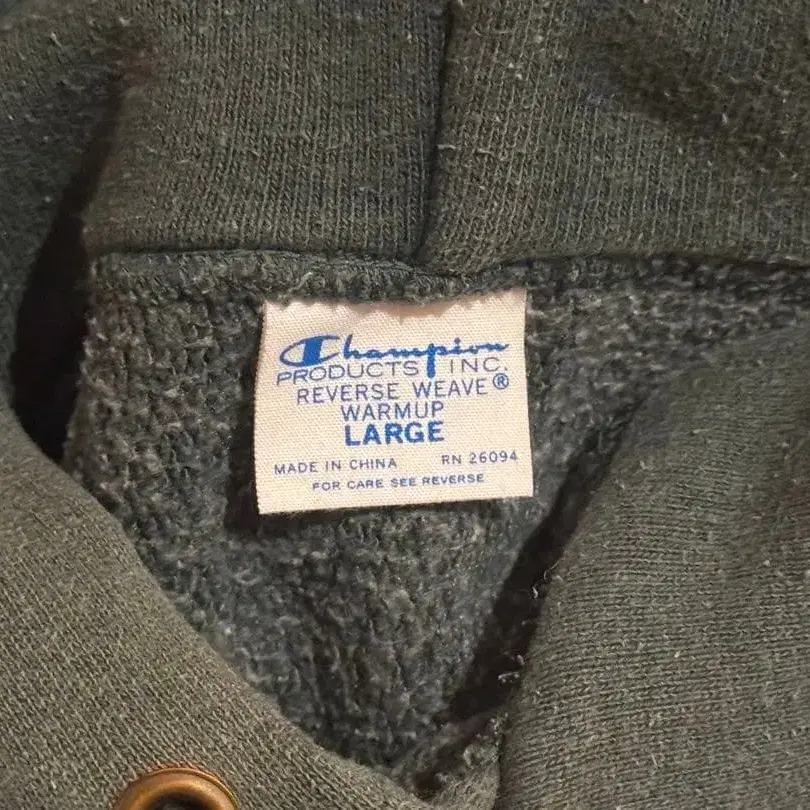 Champion
PRODUCTS INC.
REVERSE WEAVE®
WARMUP
LARGE
MADE IN CHINA RN 26094
FOR CARE SEE REVERSE